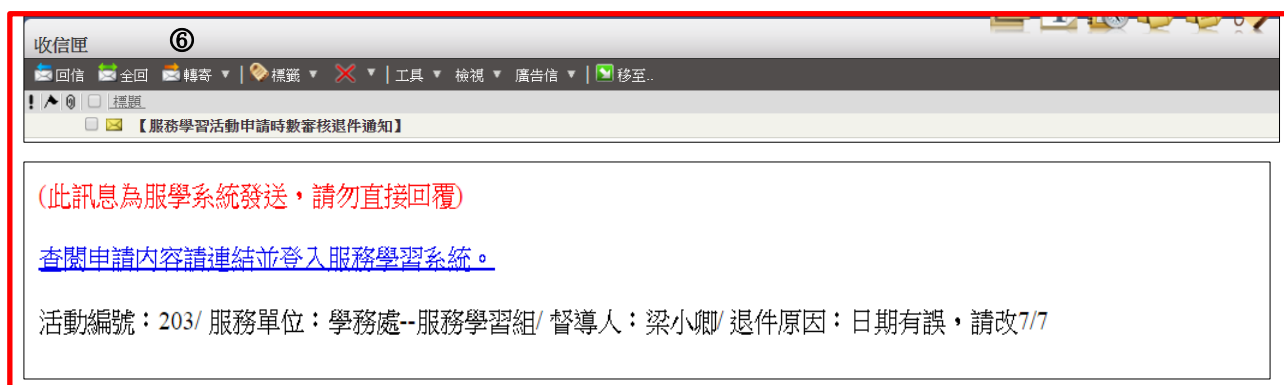 收信匣 ⑥
回信 全回 轉寄 ▼ | 標籤 ▼ ▼ | 工具 ▼ 檢視 ▼ 廣告信 ▼ | 移至..
標題
【服務學習活動申請時數審核退件通知】
(此訊息為服學系統發送，請勿直接回覆)
查閱申請內容請連結並登入服務學習系統。
活動編號：203/ 服務單位：學務處--服務學習組/ 督導人：梁小卿/ 退件原因：日期有誤，請改7/7